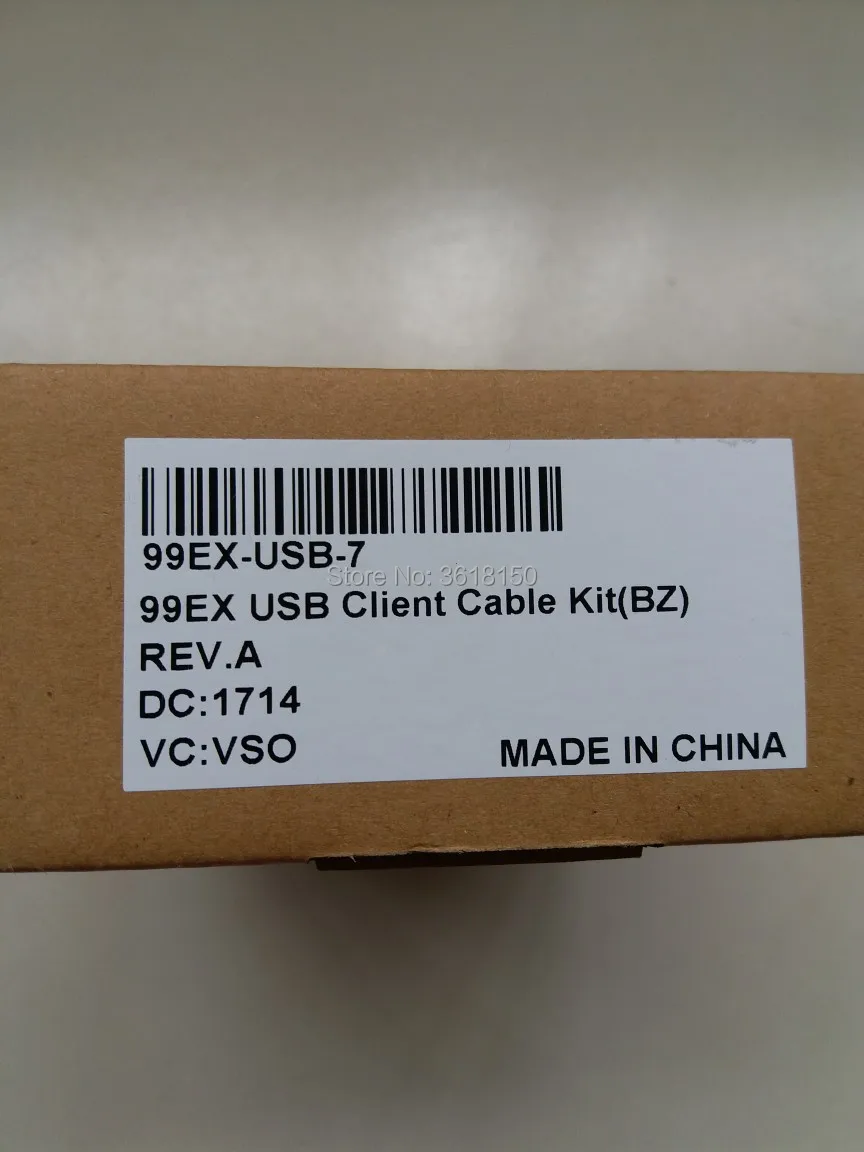 99EX-USB-7
Store No: 3618150
99EX USB Client Cable Kit(BZ)
REV.A
DC:1714
VC:VSO
MADE IN CHINA